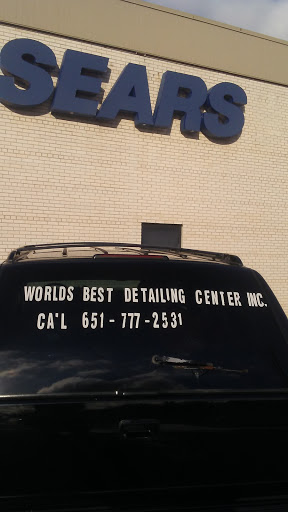 SEARS
WORLDS BEST DETAILING CENTER INC.
CA'L 651-777-2531